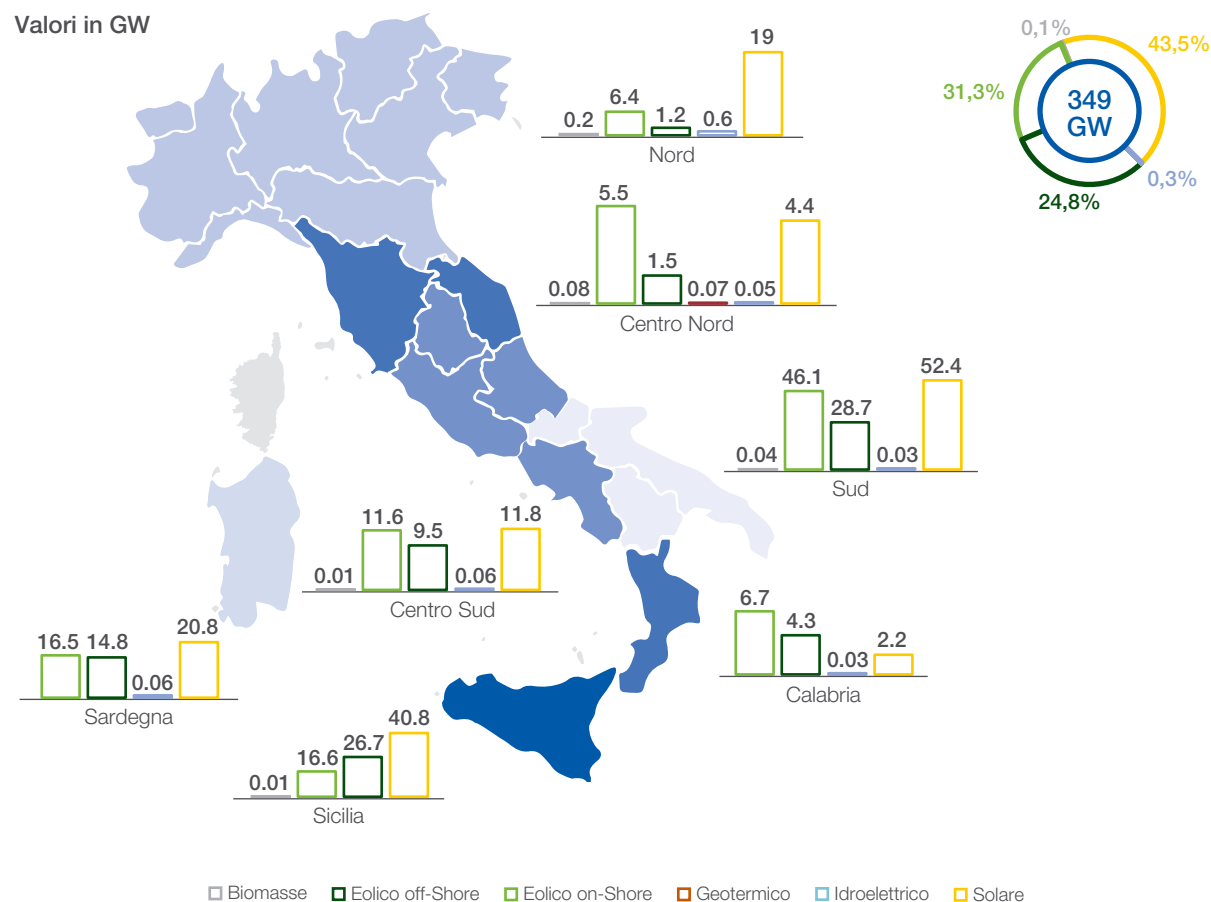 Valori in GW
0,1%
43,5%
31,3%
349
GW
0,3%
24,8%
0.2
6.4
1.2
0.6
19
Nord
0.08
5.5
1.5
0.07
0.05
4.4
Centro Nord
0.04
46.1
28.7
0.03
52.4
Sud
0.01
11.6
9.5
0.06
11.8
Centro Sud
6.7
4.3
0.03
2.2
Calabria
16.5
14.8
0.06
20.8
Sardegna
0.01
16.6
26.7
40.8
Sicilia
Biomasse
Eolico off-Shore
Eolico on-Shore
Geotermico
Idroelettrico
Solare